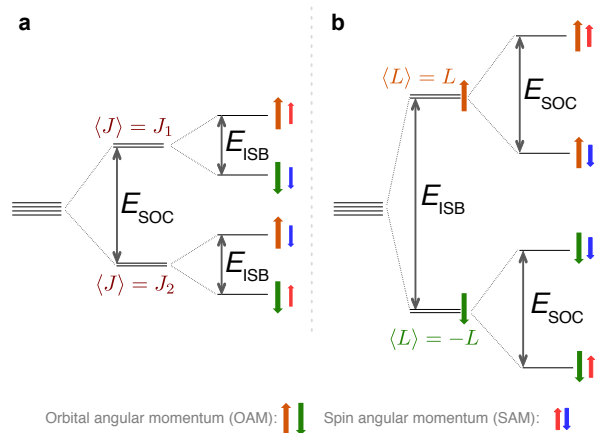 a
⟨J⟩ = J₁
E_SOC
⟨J⟩ = J₂
E_ISB
E_ISB
b
⟨L⟩ = L
E_ISB
⟨L⟩ = −L
E_SOC
E_SOC
Orbital angular momentum (OAM):
Spin angular momentum (SAM):